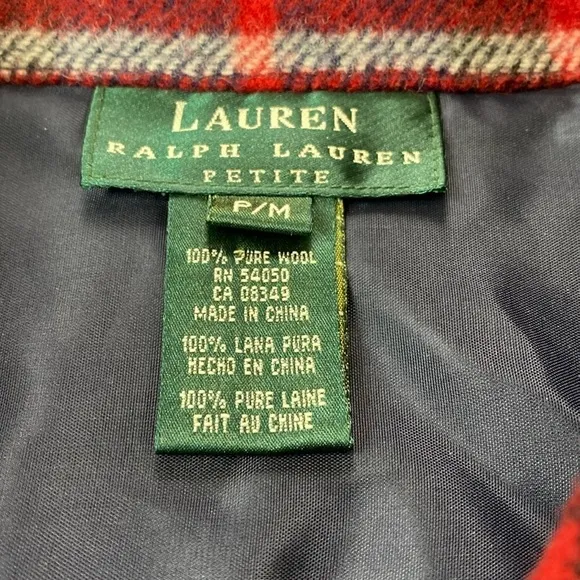 LAUREN
RALPH LAUREN
PETITE
P/M
100% PURE WOOL
RN 54050
CA 08349
MADE IN CHINA
100% LANA PURA
HECHO EN CHINA
100% PURE LAINE
FAIT AU CHINE